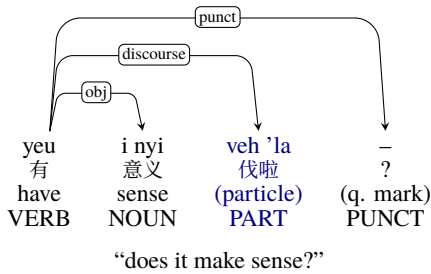 punct
discourse
obj
yeu i nyi veh ’la –
有 意义 伐啦 ?
have sense (particle) (q. mark)
VERB NOUN PART PUNCT
“does it make sense?”